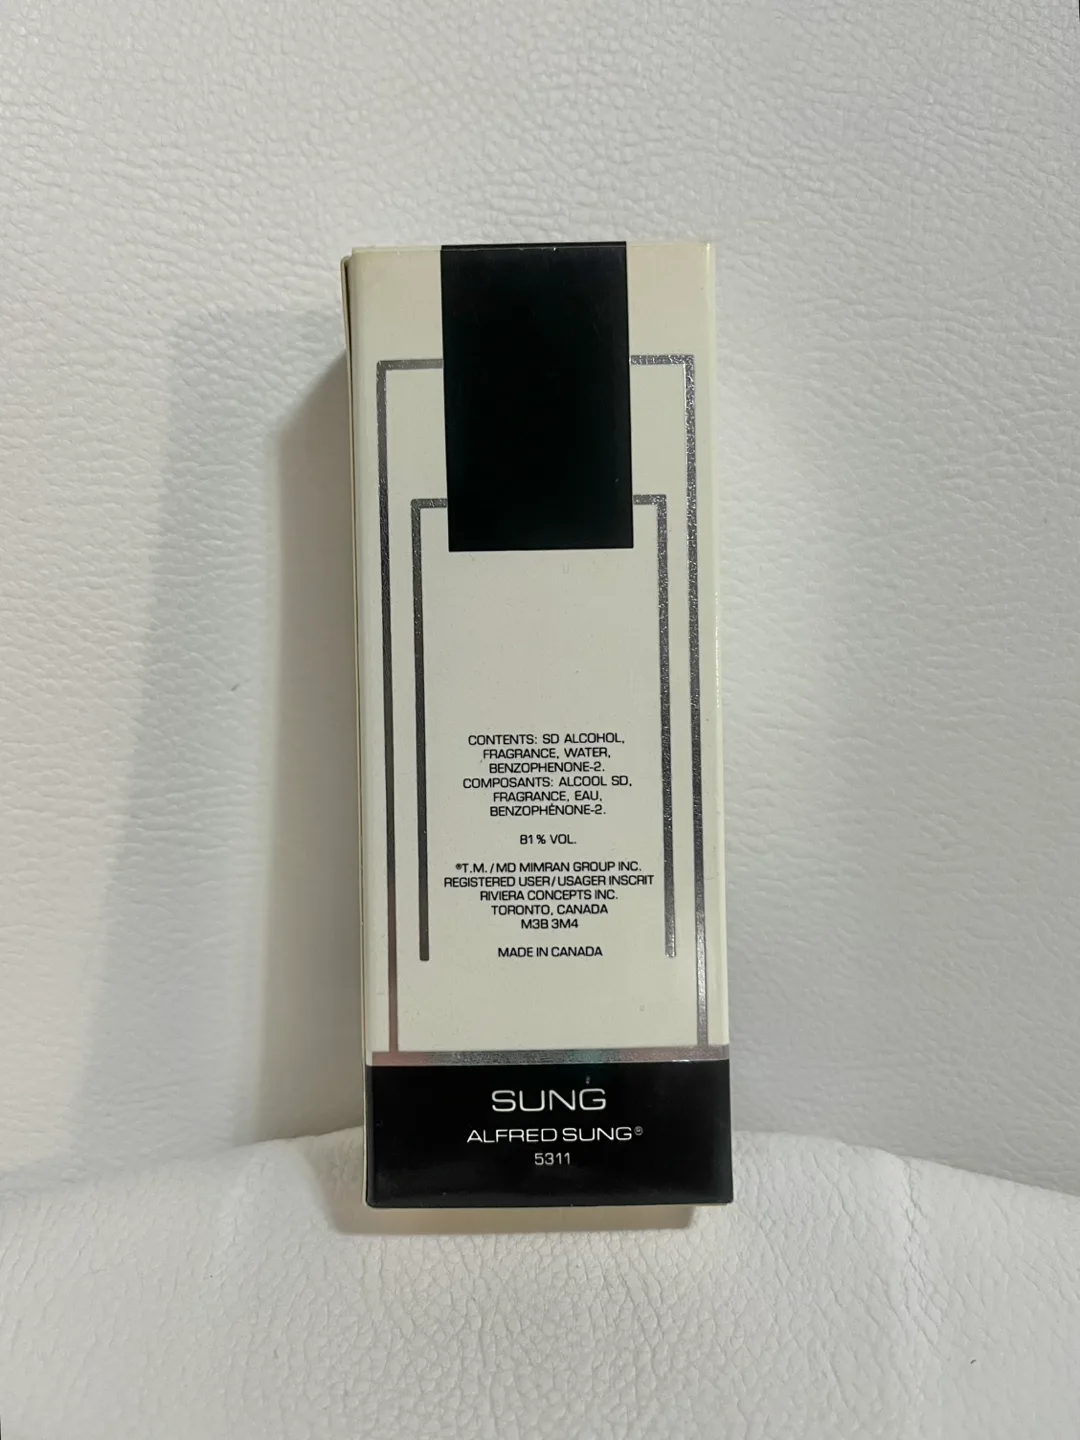 CONTENTS: SD ALCOHOL,
FRAGRANCE, WATER,
BENZOPHENONE-2.
COMPOSANTS: ALCOOL SD,
FRAGRANCE, EAU,
BENZOPHÉNONE-2.
81% VOL.
®T.M./MD MIMRAN GROUP INC.
REGISTERED USER/USAGER INSCRIT
RIVIERA CONCEPTS INC.
TORONTO, CANADA
M3B 3M4
MADE IN CANADA
SUNG
ALFRED SUNG®
5311